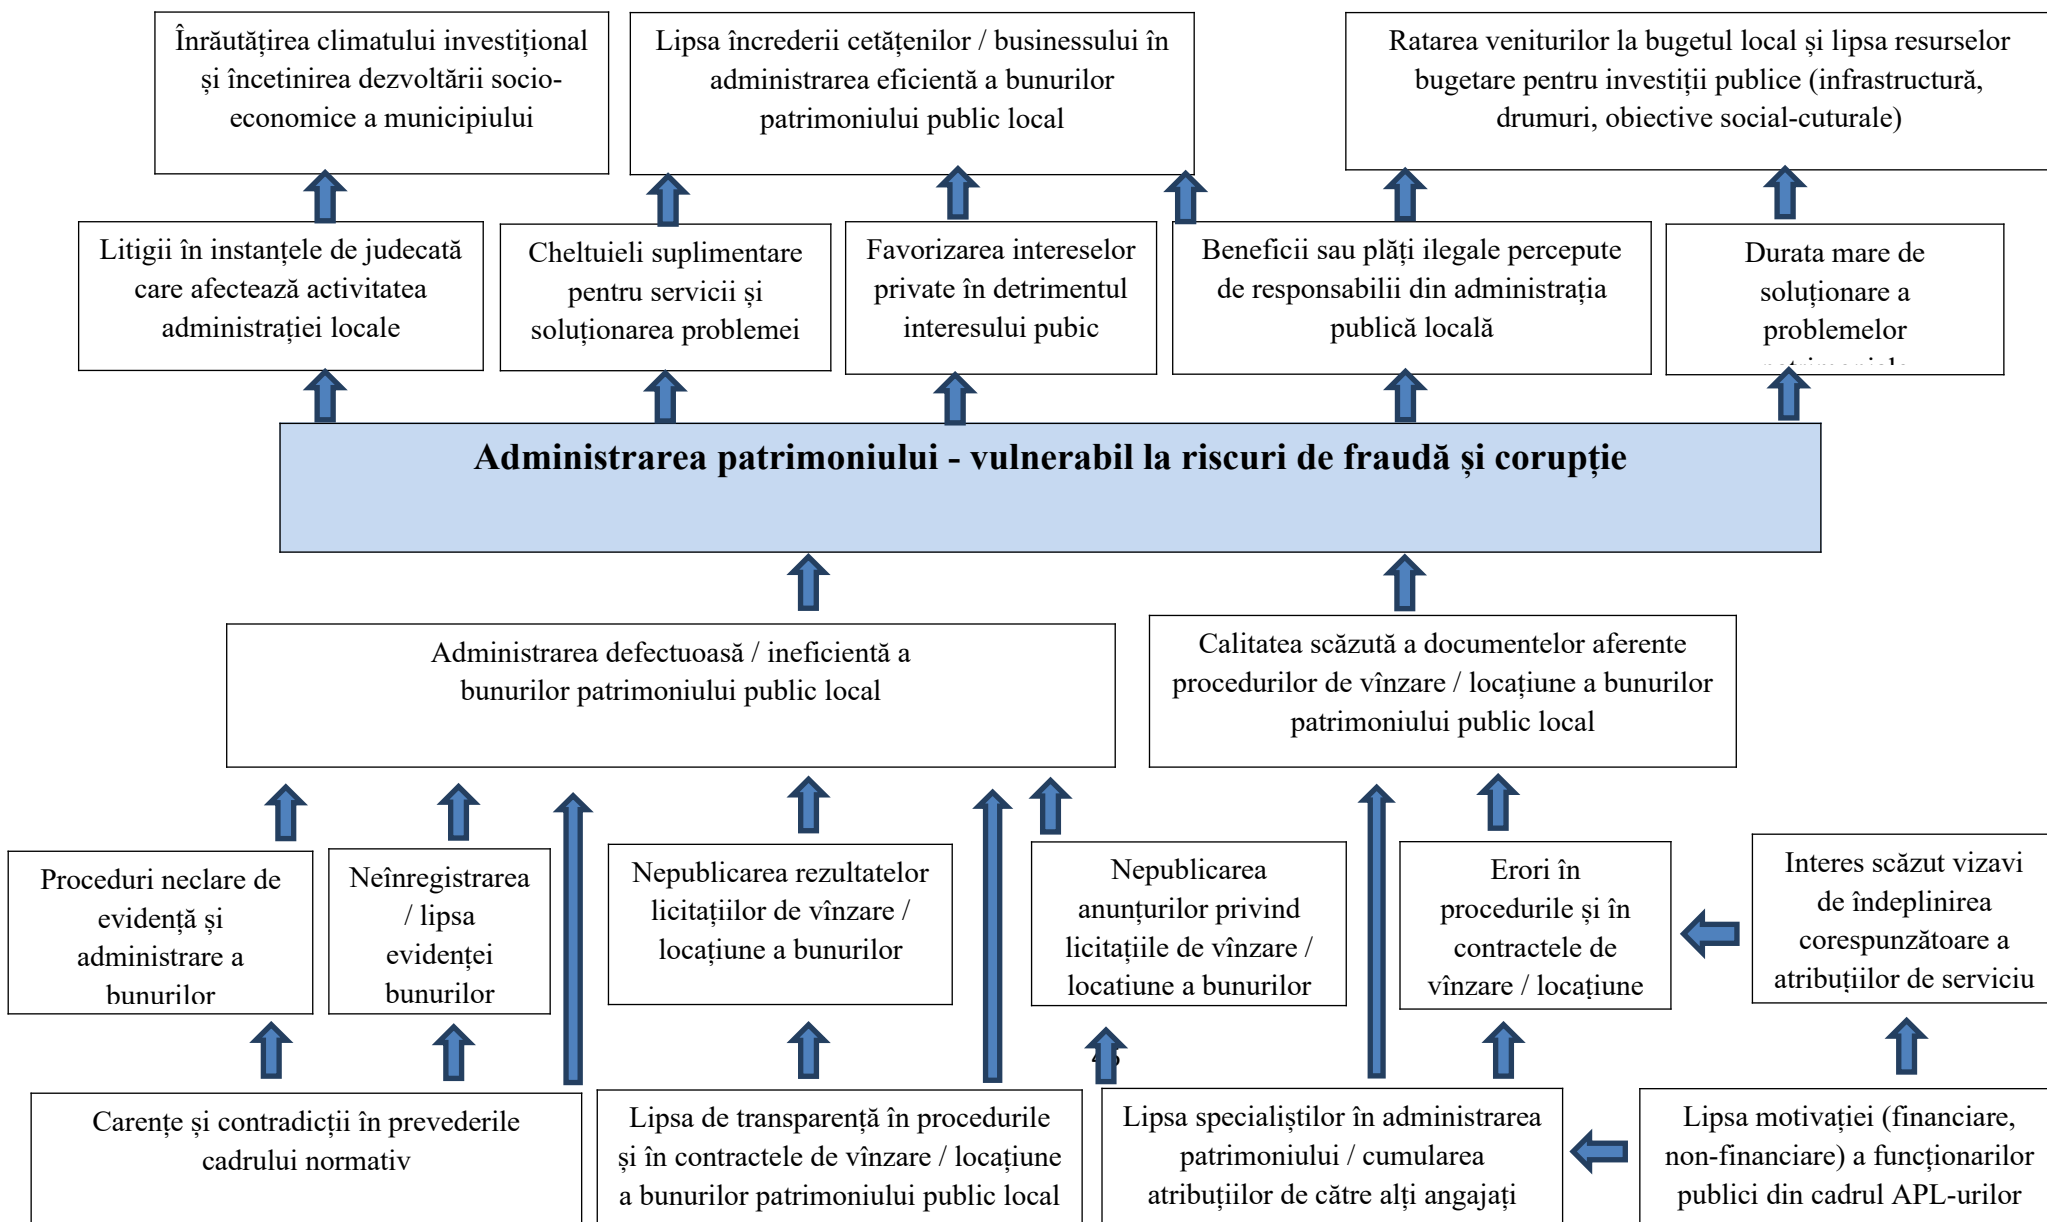 Înrăutățirea climatului investițional
și încetinirea dezvoltării socio-
economice a municipiului
Lipsa încrederii cetățenilor / businessului în
administrarea eficientă a bunurilor
patrimoniului public local
Ratarea veniturilor la bugetul local și lipsa resurselor
bugetare pentru investiții publice (infrastructură,
drumuri, obiective social-cuturale)
Litigii în instanțele de judecată
care afectează activitatea
administrației locale
Cheltuieli suplimentare
pentru servicii și
soluționarea problemei
Favorizarea intereselor
private în detrimentul
interesului pubic
Beneficii sau plăți ilegale percepute
de responsabilii din administrația
publică locală
Durata mare de
soluționare a
problemelor
Administrarea patrimoniului - vulnerabil la riscuri de fraudă și corupție
Administrarea defectuoasă / ineficientă a
bunurilor patrimoniului public local
Calitatea scăzută a documentelor aferente
procedurilor de vînzare / locațiune a bunurilor
patrimoniului public local
Proceduri neclare de
evidență și
administrare a
bunurilor
Neînregistrarea
/ lipsa
evidenței
bunurilor
Nepublicarea rezultatelor
licitațiilor de vînzare /
locațiune a bunurilor
Nepublicarea
anunțurilor privind
licitațiile de vînzare /
locatiune a bunurilor
Erori în
procedurile și în
contractele de
vînzare / locațiune
Interes scăzut vizavi
de îndeplinirea
corespunzătoare a
atribuțiilor de serviciu
Carențe și contradicții în prevederile
cadrului normativ
Lipsa de transparență în procedurile
și în contractele de vînzare / locațiune
a bunurilor patrimoniului public local
Lipsa specialiștilor în administrarea
patrimoniului / cumularea
atribuțiilor de către alți angajați
Lipsa motivației (financiare,
non-financiare) a funcționarilor
publici din cadrul APL-urilor